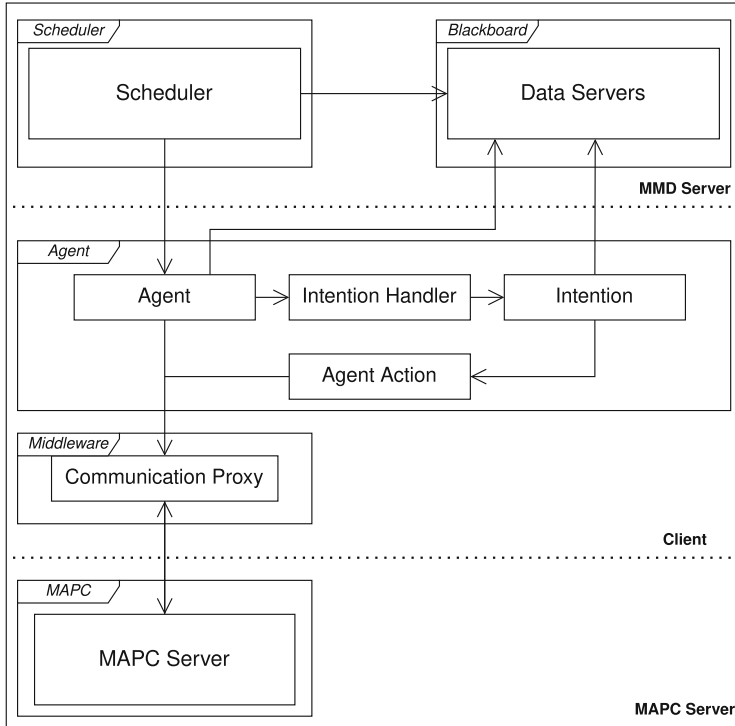 Scheduler
Blackboard
Scheduler
Data Servers
MMD Server
Agent
Agent
Intention Handler
Intention
Agent Action
Middleware
Communication Proxy
Client
MAPC
MAPC Server
MAPC Server